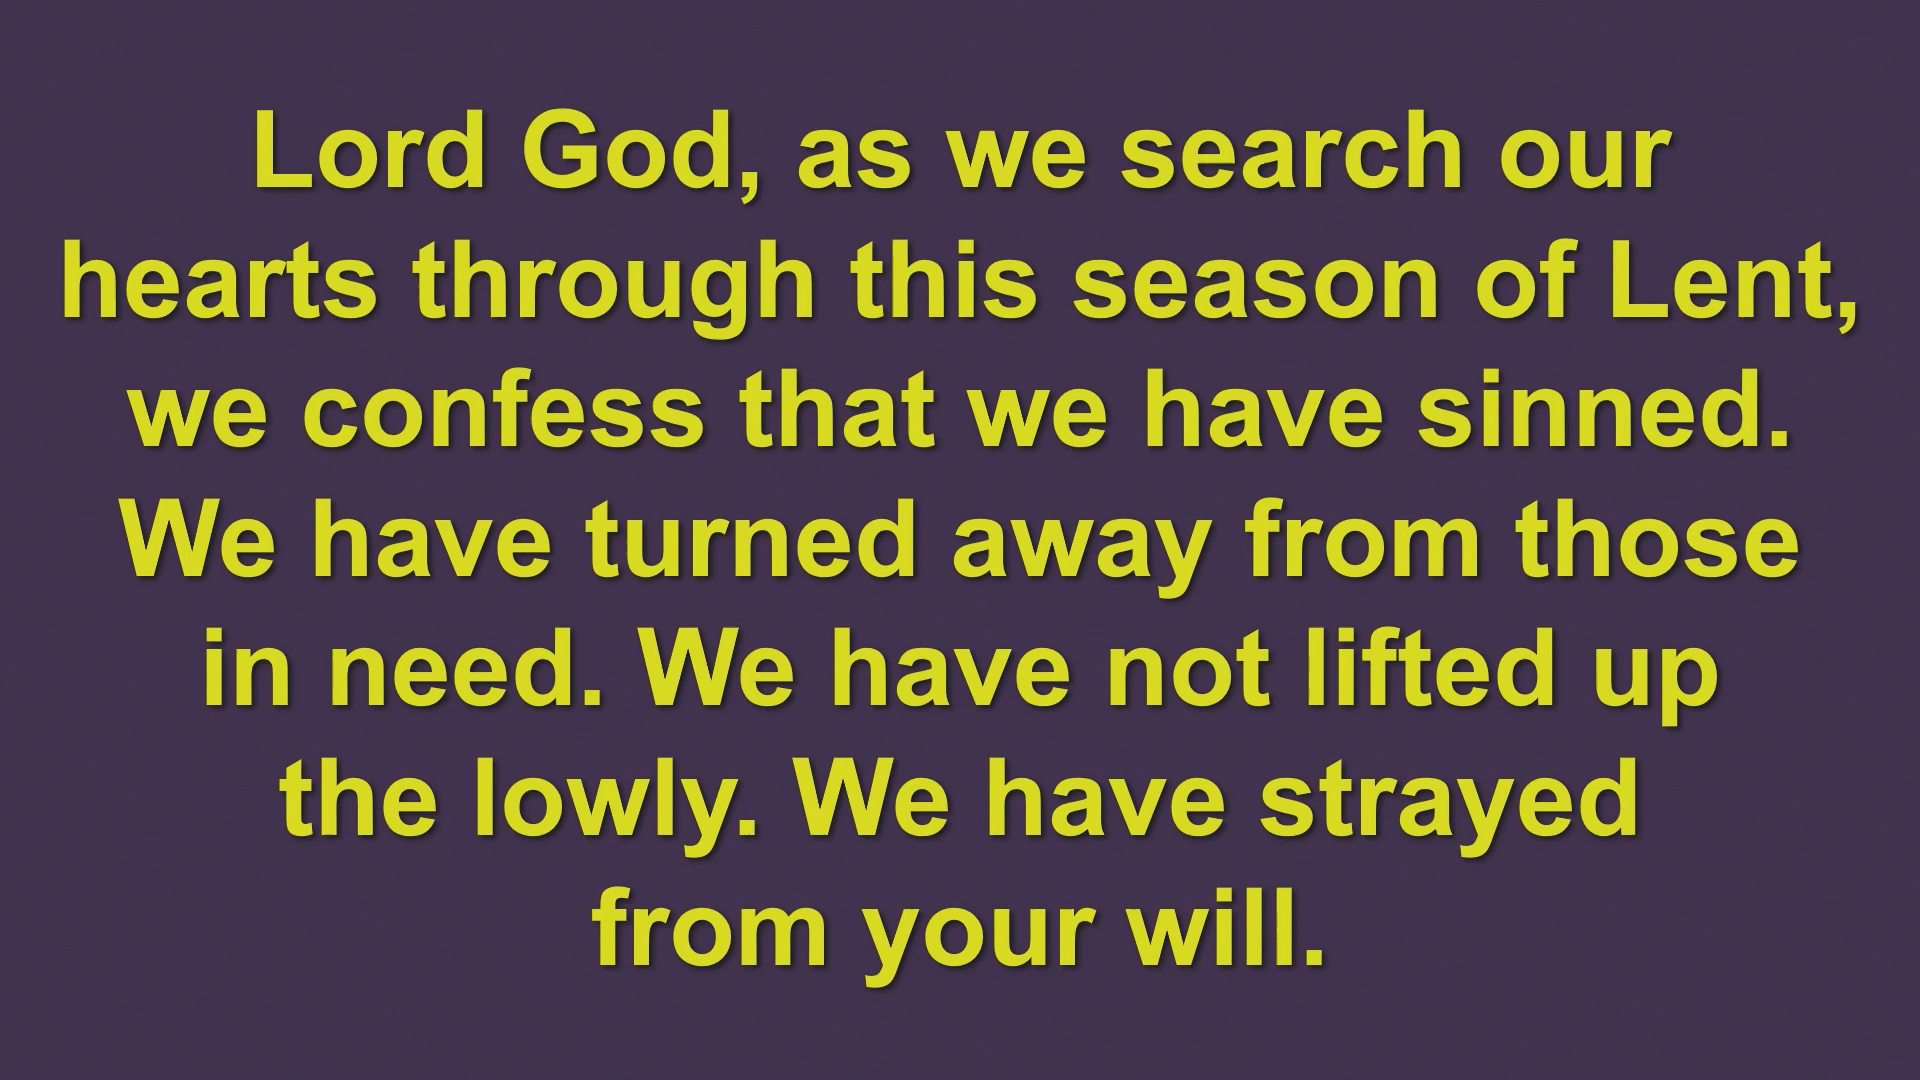 Lord God, as we search our
hearts through this season of Lent,
we confess that we have sinned.
We have turned away from those
in need. We have not lifted up
the lowly. We have strayed
from your will.